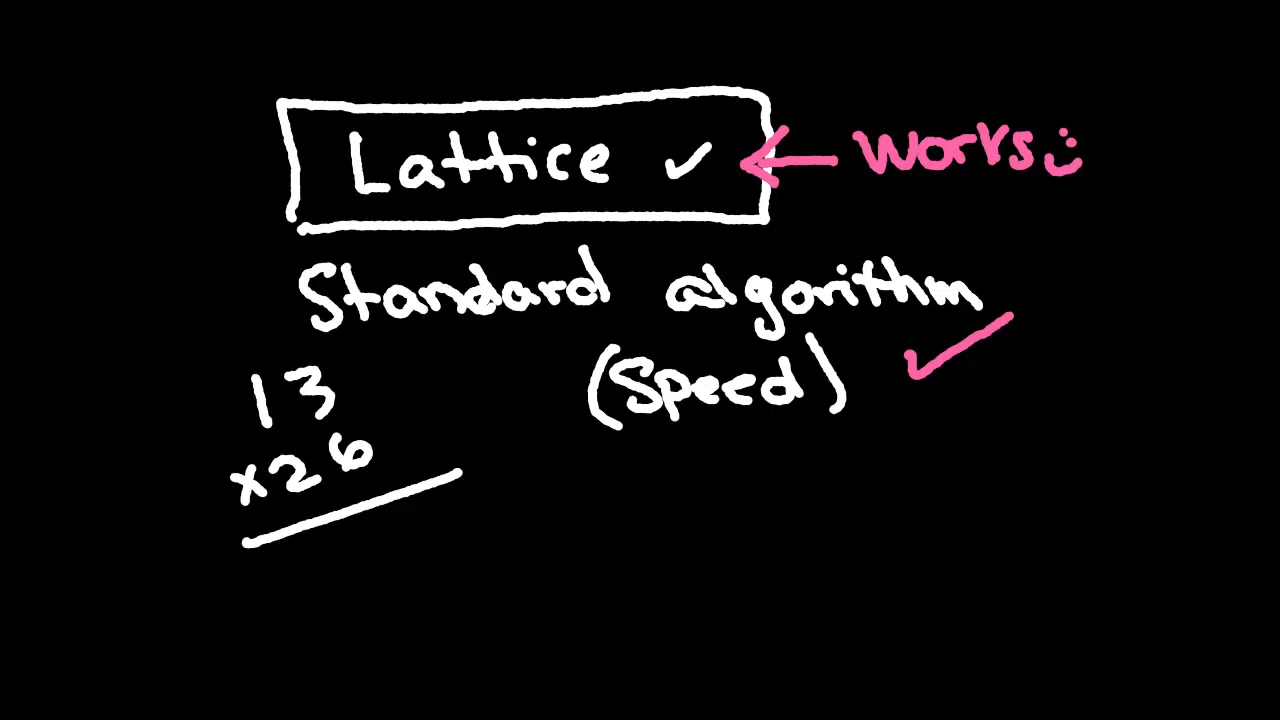 Lattice ✓ ← Works :)
Standard algorithm
(Speed) ✓
13
x26